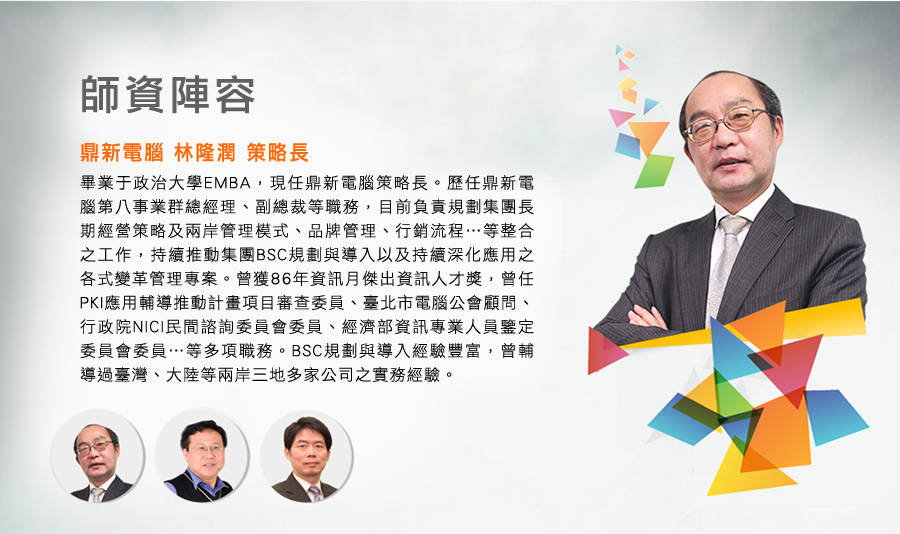 師資陣容
鼎新電腦 林隆潤 策略長
畢業于政治大學EMBA，現任鼎新電腦策略長。歷任鼎新電
腦第八事業群總經理、副總裁等職務，目前負責規劃集團長
期經營策略及兩岸管理模式、品牌管理、行銷流程⋯等整合
之工作，持續推動集團BSC規劃與導入以及持續深化應用之
各式變革管理專案。曾獲86年資訊月傑出資訊人才獎，曾任
PKI應用輔導推動計畫項目審查委員、臺北市電腦公會顧問、
行政院NICI民間諮詢委員會委員、經濟部資訊專業人員鑒定
委員會委員⋯等多項職務。BSC規劃與導入經驗豐富，曾輔
導過臺灣、大陸等兩岸三地多家公司之實務經驗。